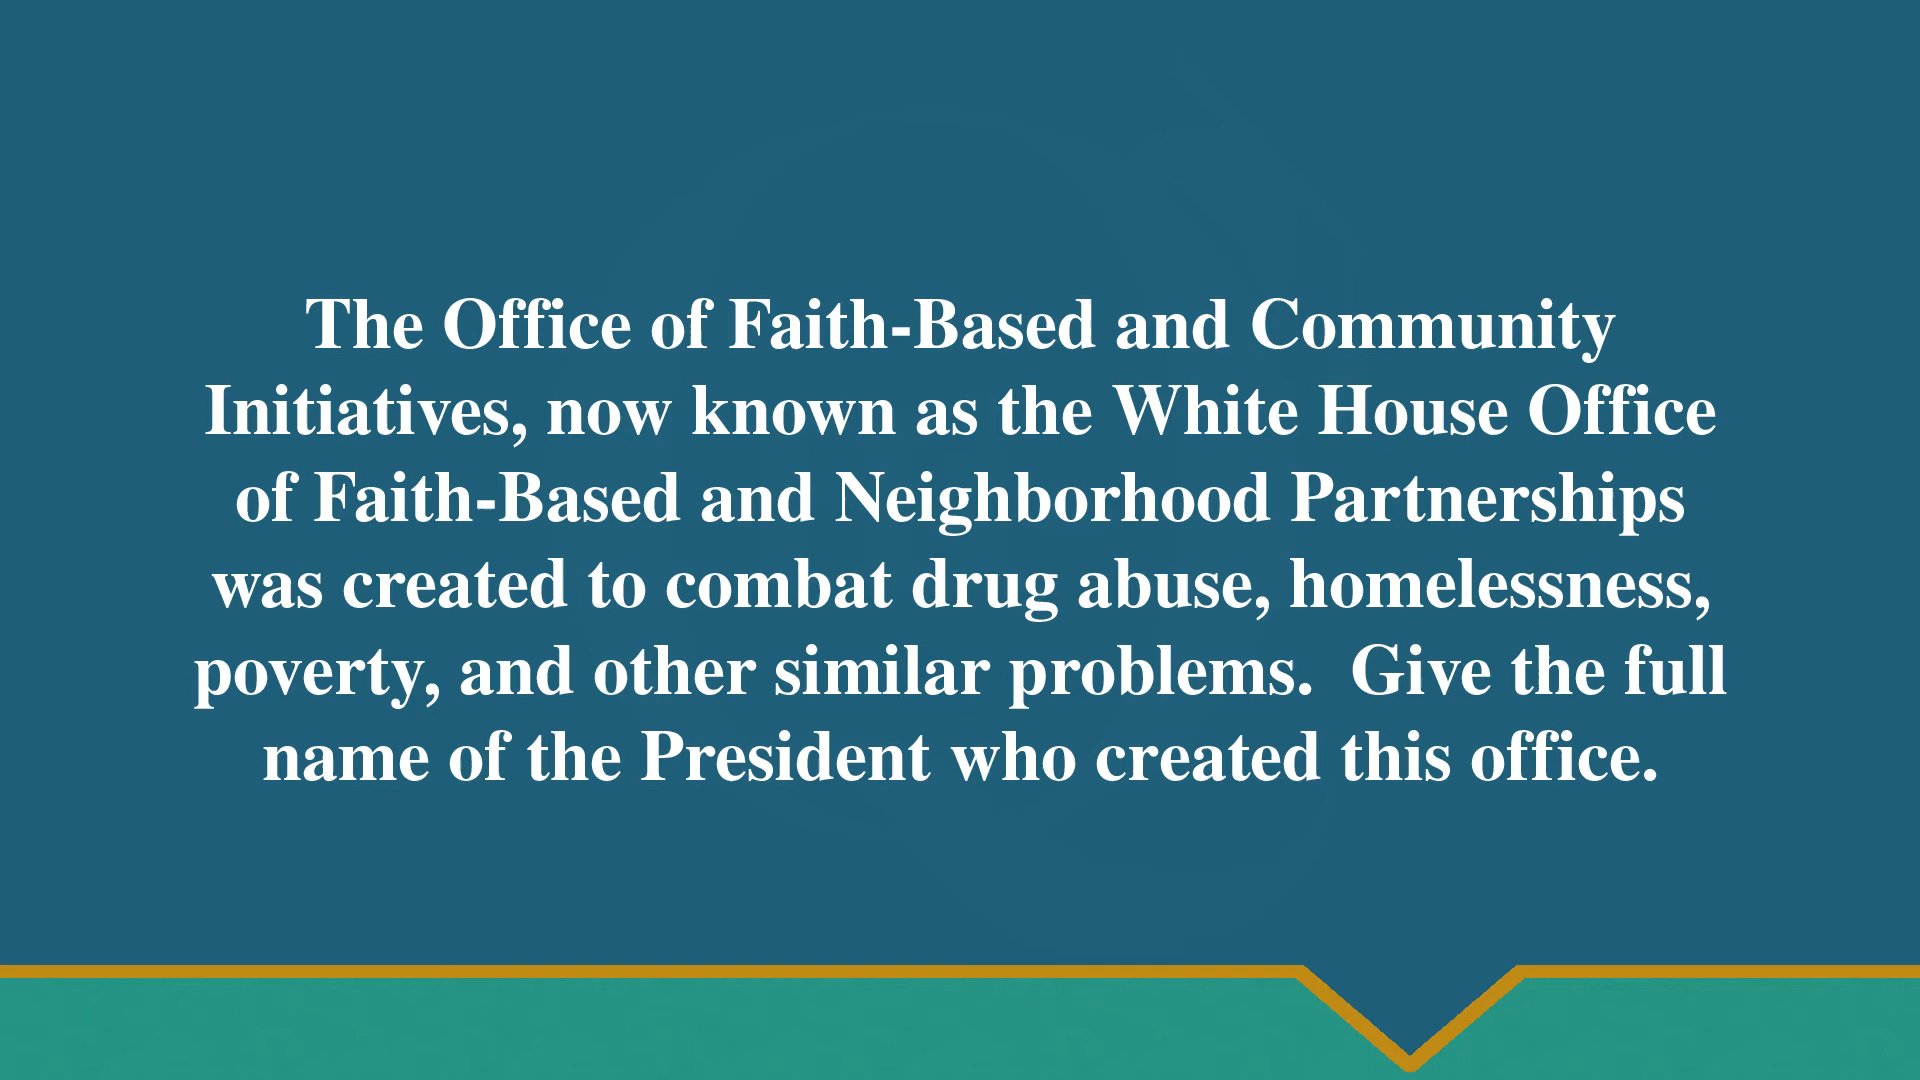 The Office of Faith-Based and Community
Initiatives, now known as the White House Office
of Faith-Based and Neighborhood Partnerships
was created to combat drug abuse, homelessness,
poverty, and other similar problems.  Give the full
name of the President who created this office.